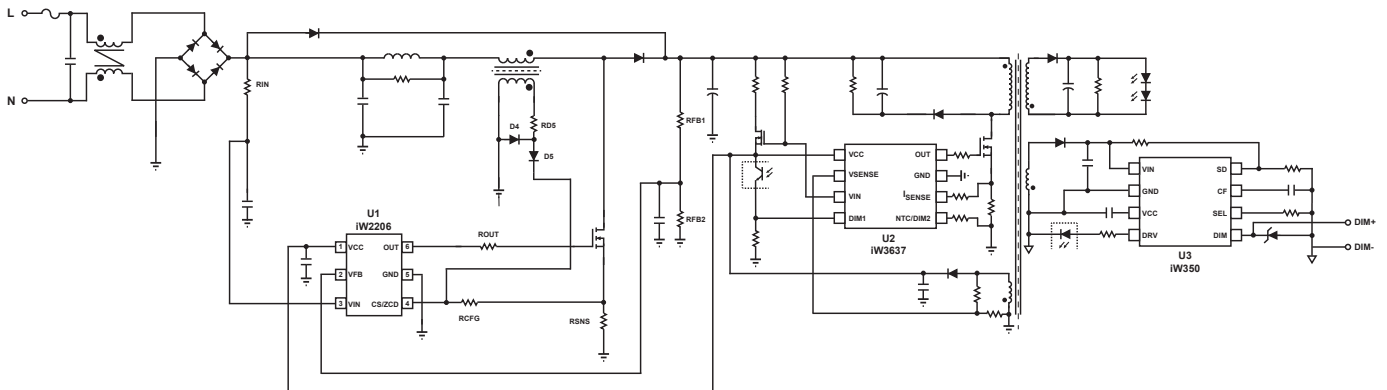 L
N
RIN
D4
RD5
D5
RFB1
RFB2
U1
iW2206
1 VCC OUT 6
2 VFB GND 5
3 VIN CS/ZCD 4
ROUT
RCFG
RSNS
VCC OUT
VSENSE GND
VIN ISENSE
DIM1 NTC/DIM2
U2
iW3637
VIN SD
GND CF
VCC SEL
DRV DIM
U3
iW350
DIM+
DIM-